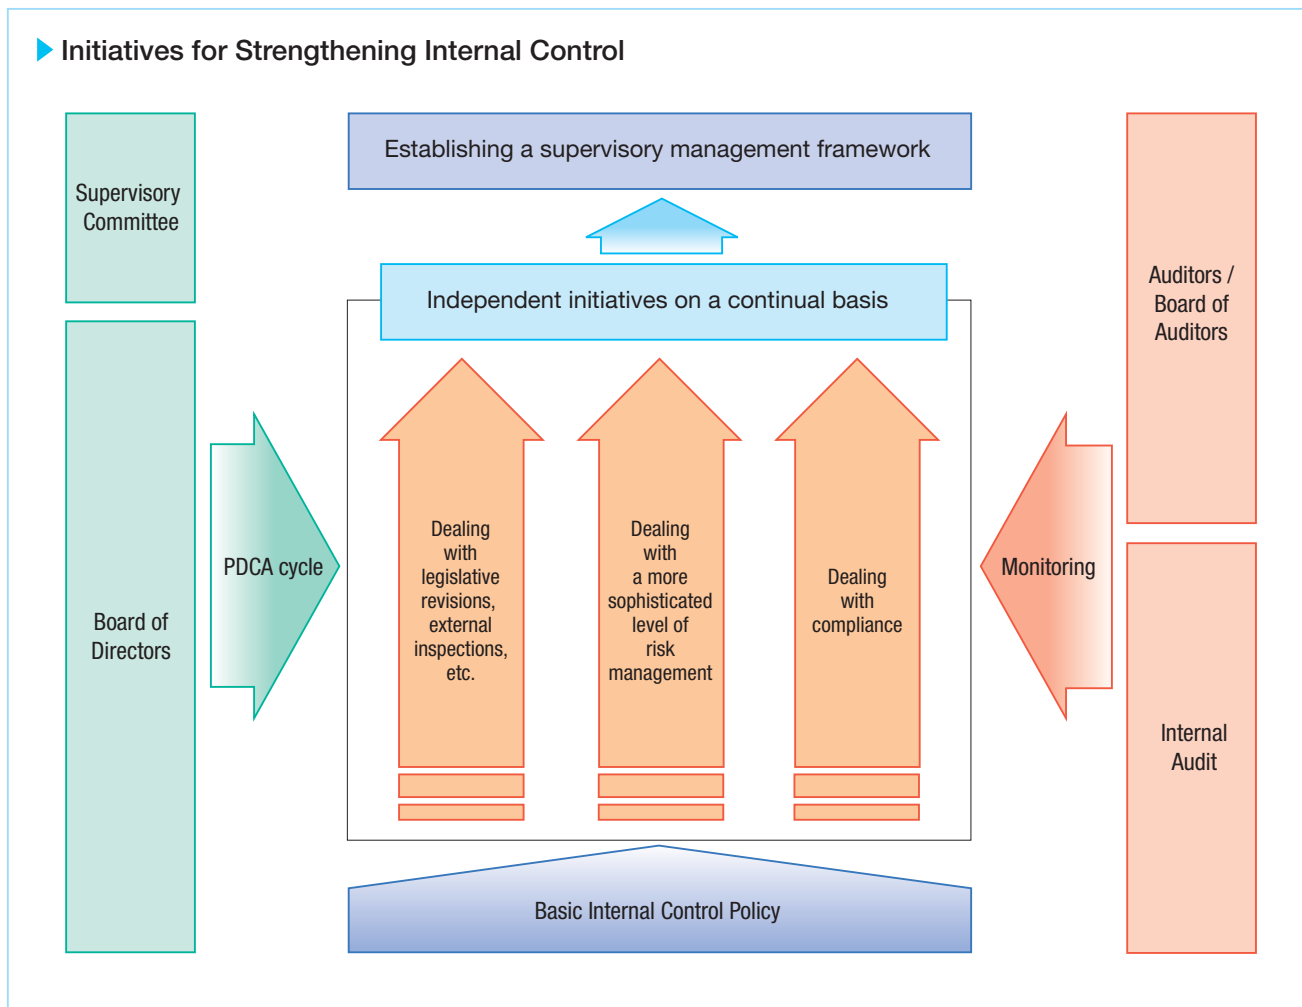 Initiatives for Strengthening Internal Control
Supervisory
Committee
Board of
Directors
PDCA cycle
Establishing a supervisory management framework
Independent initiatives on a continual basis
Dealing
with
legislative
revisions,
external
inspections,
etc.
Dealing
with
a more
sophisticated
level of
risk
management
Dealing
with
compliance
Basic Internal Control Policy
Monitoring
Auditors /
Board of
Auditors
Internal
Audit